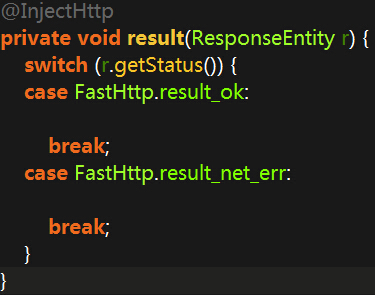 @InjectHttp
private void result(ResponseEntity r) {
switch (r.getStatus()) {
case FastHttp.result_ok:
break;
case FastHttp.result_net_err:
break;
}
}